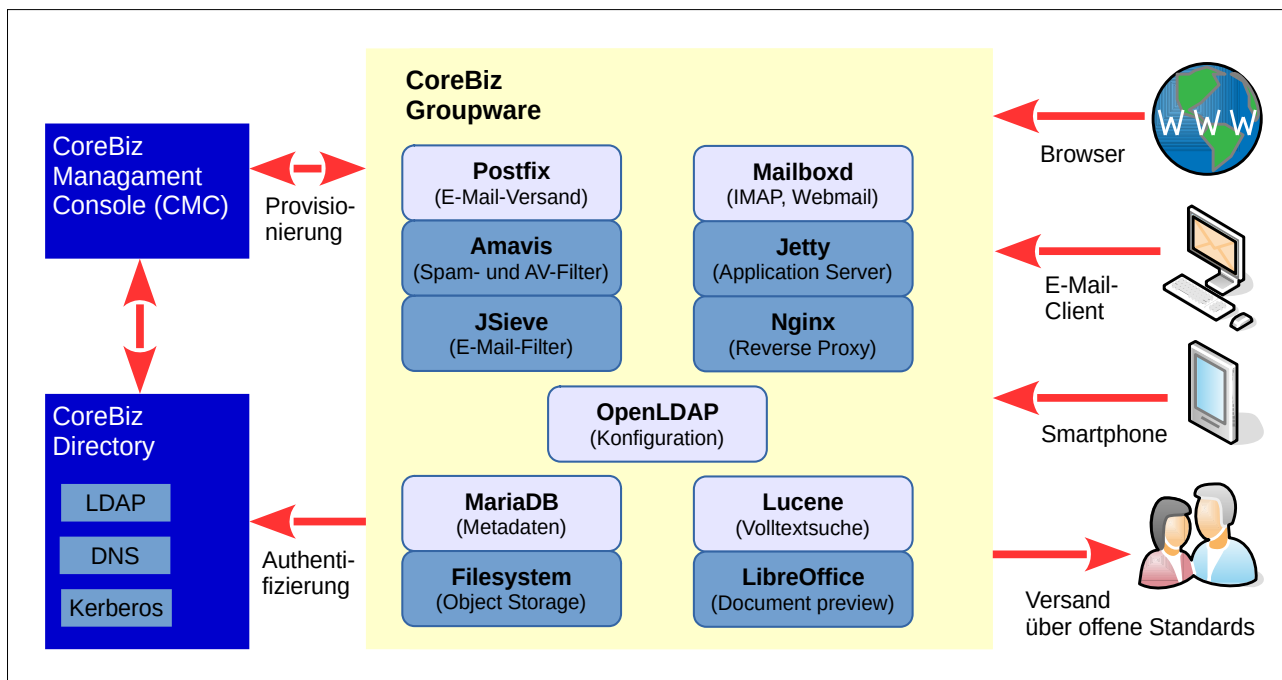 CoreBiz
Managament
Console (CMC)
Provisio-
nierung
CoreBiz
Directory
LDAP
DNS
Kerberos
Authenti-
fizierung
CoreBiz
Groupware
Postfix
(E-Mail-Versand)
Amavis
(Spam- und AV-Filter)
JSieve
(E-Mail-Filter)
Mailboxd
(IMAP, Webmail)
Jetty
(Application Server)
Nginx
(Reverse Proxy)
OpenLDAP
(Konfiguration)
MariaDB
(Metadaten)
Filesystem
(Object Storage)
Lucene
(Volltextsuche)
LibreOffice
(Document preview)
WWW
Browser
E-Mail-
Client
Smartphone
Versand
über offene Standards